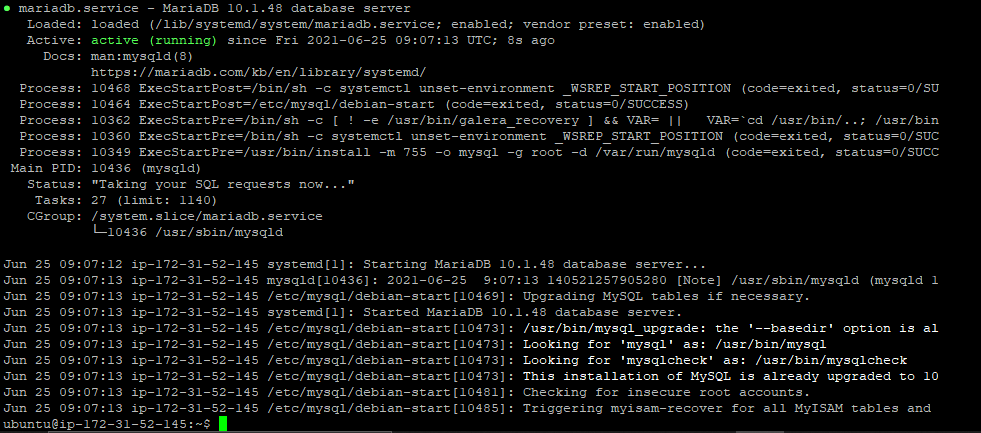 ● mariadb.service - MariaDB 10.1.48 database server
   Loaded: loaded (/lib/systemd/system/mariadb.service; enabled; vendor preset: enabled)
   Active: active (running) since Fri 2021-06-25 09:07:13 UTC; 8s ago
     Docs: man:mysqld(8)
           https://mariadb.com/kb/en/library/systemd/
  Process: 10468 ExecStartPost=/bin/sh -c systemctl unset-environment _WSREP_START_POSITION (code=exited, status=0/SU
  Process: 10464 ExecStartPost=/etc/mysql/debian-start (code=exited, status=0/SUCCESS)
  Process: 10362 ExecStartPre=/bin/sh -c [ ! -e /usr/bin/galera_recovery ] && VAR= ||   VAR=`cd /usr/bin/..; /usr/bin
  Process: 10360 ExecStartPre=/bin/sh -c systemctl unset-environment _WSREP_START_POSITION (code=exited, status=0/SUC
  Process: 10349 ExecStartPre=/usr/bin/install -m 755 -o mysql -g root -d /var/run/mysqld (code=exited, status=0/SUCC
 Main PID: 10436 (mysqld)
   Status: "Taking your SQL requests now..."
    Tasks: 27 (limit: 1140)
   CGroup: /system.slice/mariadb.service
           └─10436 /usr/sbin/mysqld
Jun 25 09:07:12 ip-172-31-52-145 systemd[1]: Starting MariaDB 10.1.48 database server...
Jun 25 09:07:13 ip-172-31-52-145 mysqld[10436]: 2021-06-25  9:07:13 140521257905280 [Note] /usr/sbin/mysqld (mysqld 1
Jun 25 09:07:13 ip-172-31-52-145 /etc/mysql/debian-start[10469]: Upgrading MySQL tables if necessary.
Jun 25 09:07:13 ip-172-31-52-145 systemd[1]: Started MariaDB 10.1.48 database server.
Jun 25 09:07:13 ip-172-31-52-145 /etc/mysql/debian-start[10473]: /usr/bin/mysql_upgrade: the '--basedir' option is al
Jun 25 09:07:13 ip-172-31-52-145 /etc/mysql/debian-start[10473]: Looking for 'mysql' as: /usr/bin/mysql
Jun 25 09:07:13 ip-172-31-52-145 /etc/mysql/debian-start[10473]: Looking for 'mysqlcheck' as: /usr/bin/mysqlcheck
Jun 25 09:07:13 ip-172-31-52-145 /etc/mysql/debian-start[10473]: This installation of MySQL is already upgraded to 10
Jun 25 09:07:13 ip-172-31-52-145 /etc/mysql/debian-start[10481]: Checking for insecure root accounts.
Jun 25 09:07:13 ip-172-31-52-145 /etc/mysql/debian-start[10485]: Triggering myisam-recover for all MyISAM tables and
ubuntu@ip-172-31-52-145:~$